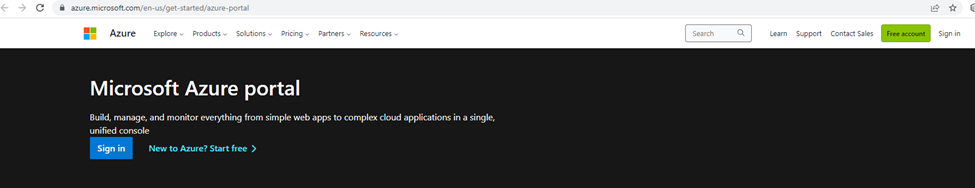 azure.microsoft.com/en-us/get-started/azure-portal
Azure Explore Products Solutions Pricing Partners Resources Search Learn Support Contact Sales Free account Sign in
Microsoft Azure portal
Build, manage, and monitor everything from simple web apps to complex cloud applications in a single,
unified console
Sign in New to Azure? Start free